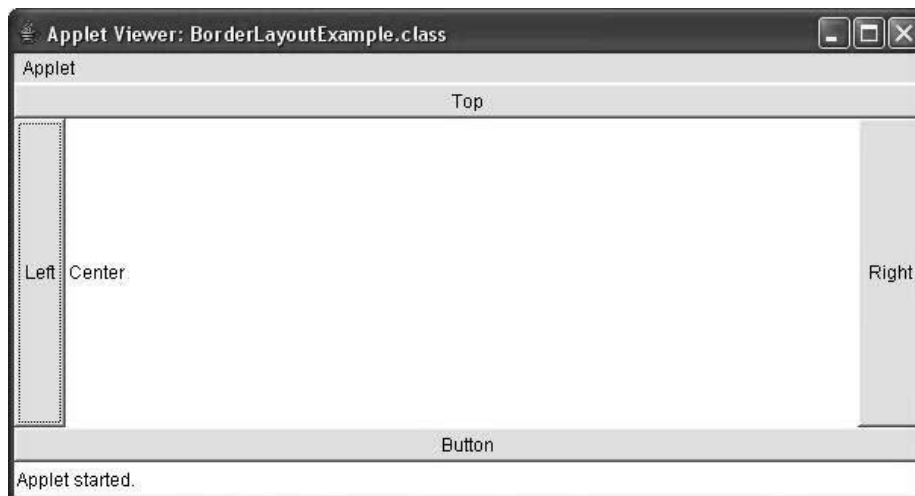 Applet Viewer: BorderLayoutExample.class
Applet
Top
Left Center Right
Button
Applet started.